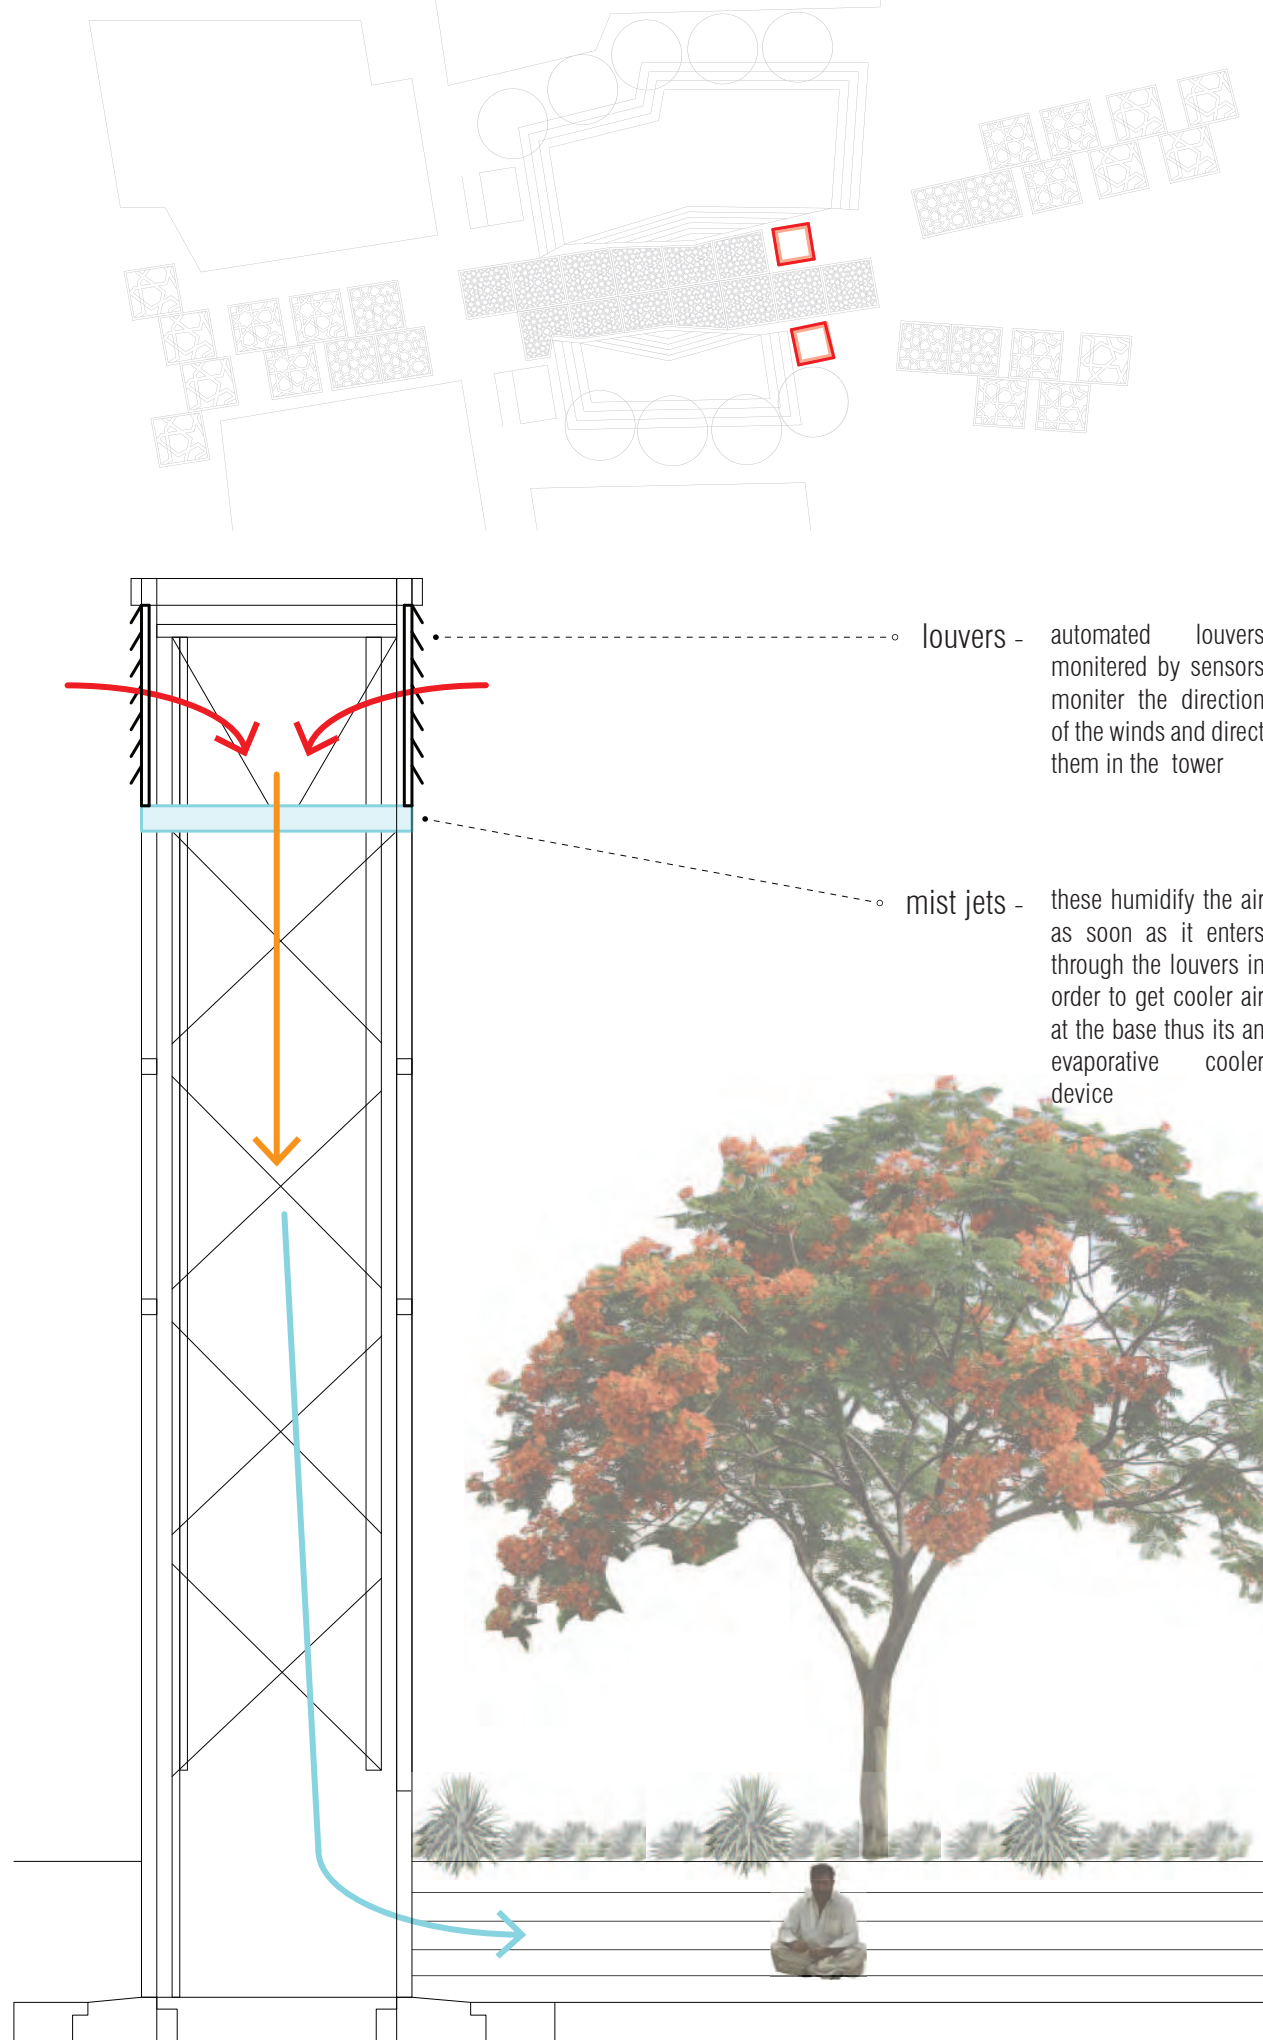 louvers - automated louvers
monitered by sensors
moniter the direction
of the winds and direct
them in the tower
mist jets - these humidify the air
as soon as it enters
through the louvers in
order to get cooler air
at the base thus its an
evaporative cooler
device